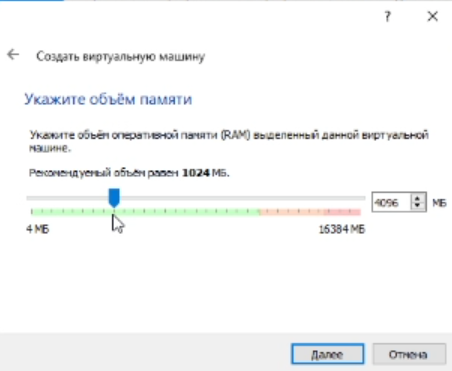 ?
Создать виртуальную машину
Укажите объём памяти
Укажите объём оперативной памяти (RAM) выделенный данной виртуальной
машине.
Рекомендуемый объём равен 1024 МБ.
4096 МБ
4 МБ 16384 МБ
Далее Отмена